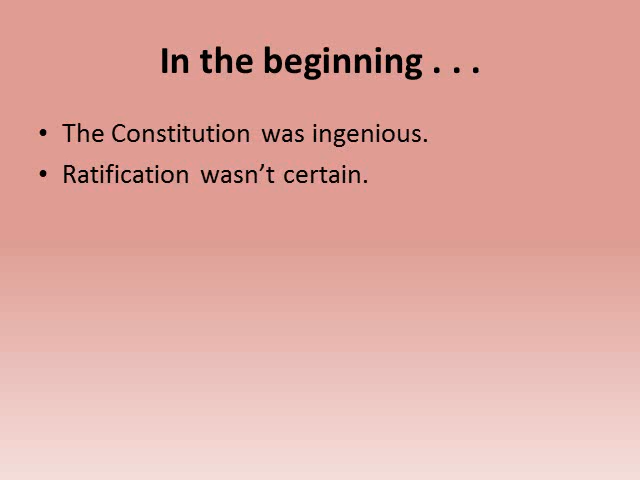 In the beginning . . .
• The Constitution was ingenious.
• Ratification wasn’t certain.